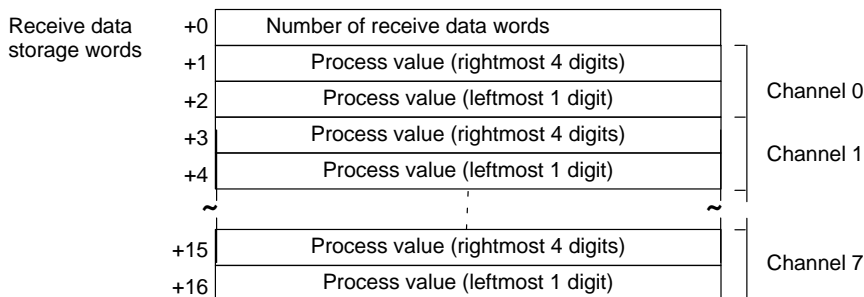 Receive data
storage words
+0 Number of receive data words
+1 Process value (rightmost 4 digits)
+2 Process value (leftmost 1 digit)
Channel 0
+3 Process value (rightmost 4 digits)
+4 Process value (leftmost 1 digit)
Channel 1
~ ~
+15 Process value (rightmost 4 digits)
+16 Process value (leftmost 1 digit)
Channel 7